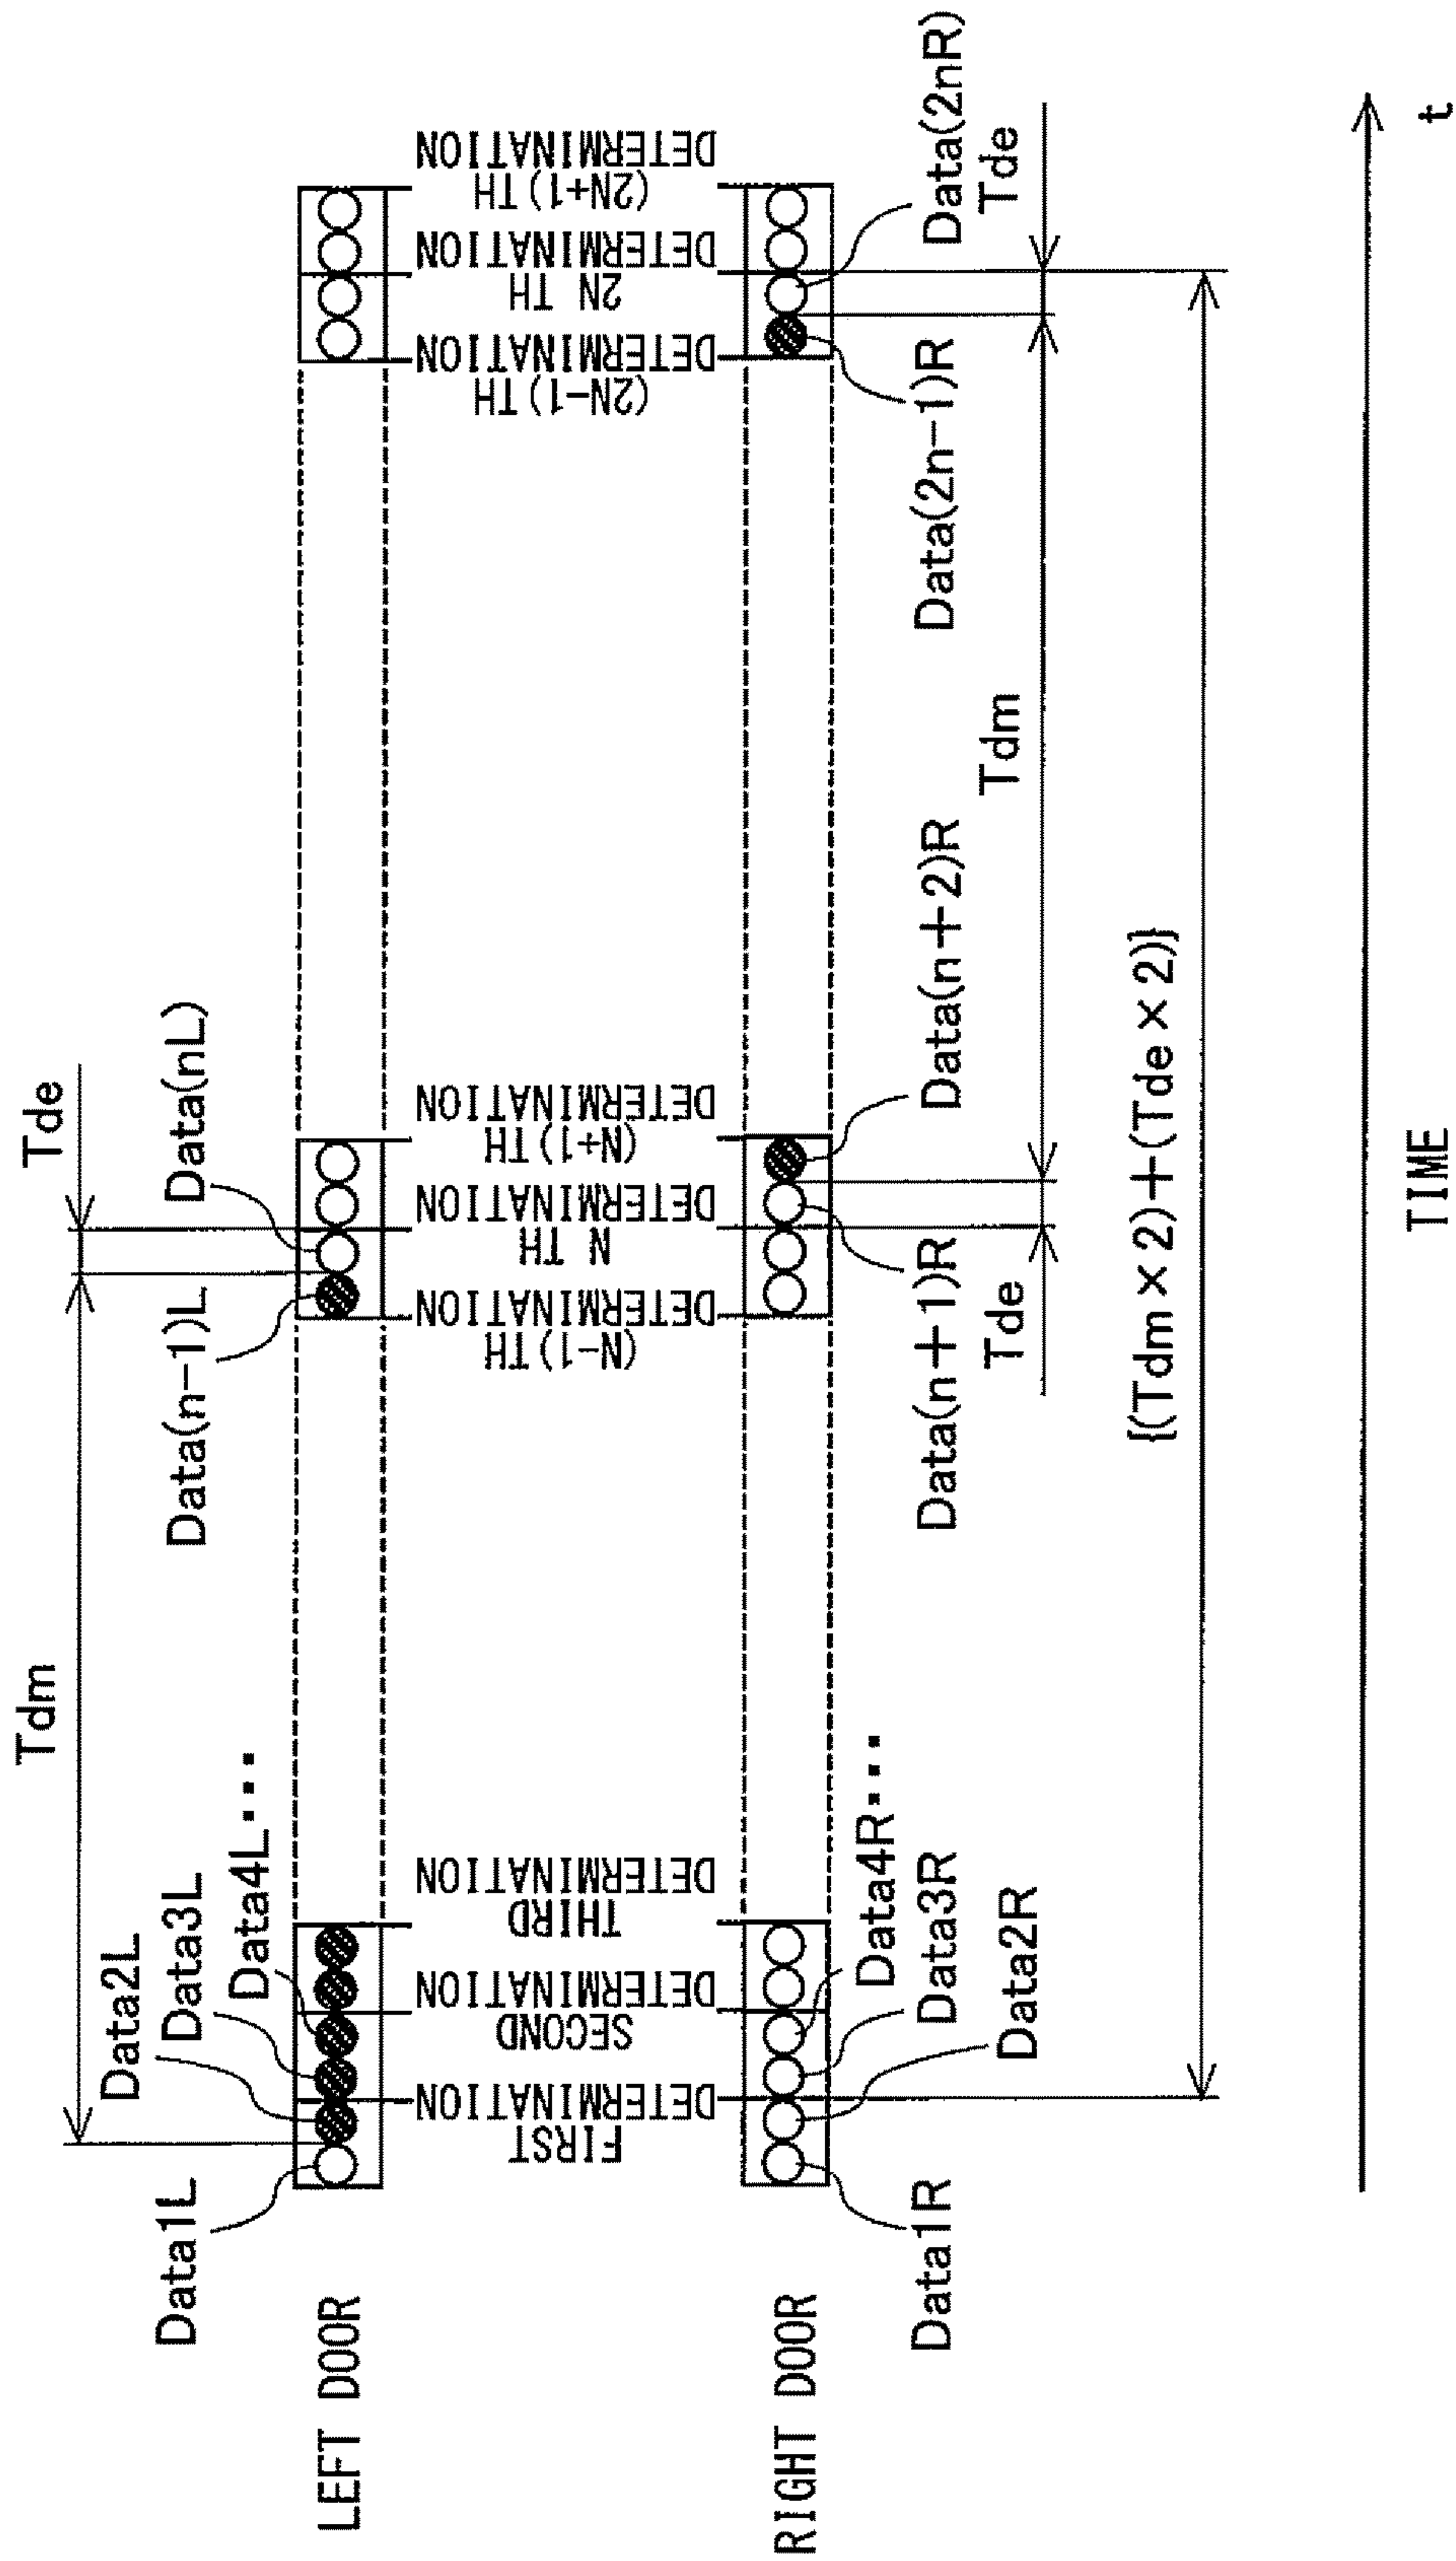 Tdm
Tde
Data2L
Data3L
Data4L···
Data(n-1)L
Data(nL)
Data1L
LEFT DOOR
FIRST
DETERMINATION
SECOND
DETERMINATION
THIRD
DETERMINATION
(N-1)TH
DETERMINATION
N TH
DETERMINATION
(N+1)TH
DETERMINATION
(2N-1)TH
DETERMINATION
2N TH
DETERMINATION
(2N+1)TH
DETERMINATION
RIGHT DOOR
Data1R
Data2R
Data3R
Data4R···
Data(n+1)R
Data(n+2)R
Data(2n-1)R
Data(2nR)
Tde
Tdm
Tde
{(Tdm×2)+(Tde×2)}
TIME
t